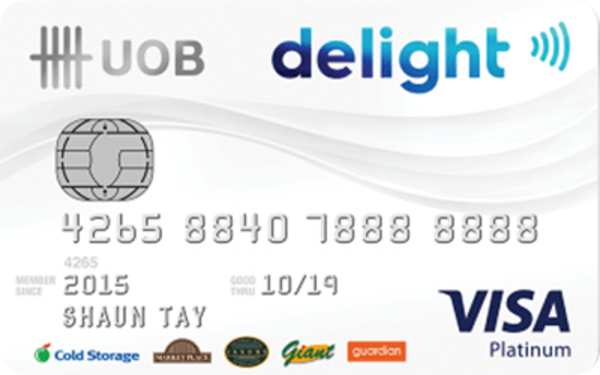 UOB
delight
4265 8840 7888 8888
4265
MEMBER SINCE 2015 GOOD THRU 10/19
SHAUN TAY
VISA
Platinum
Cold Storage MARKET PLACE JASONS Giant guardian